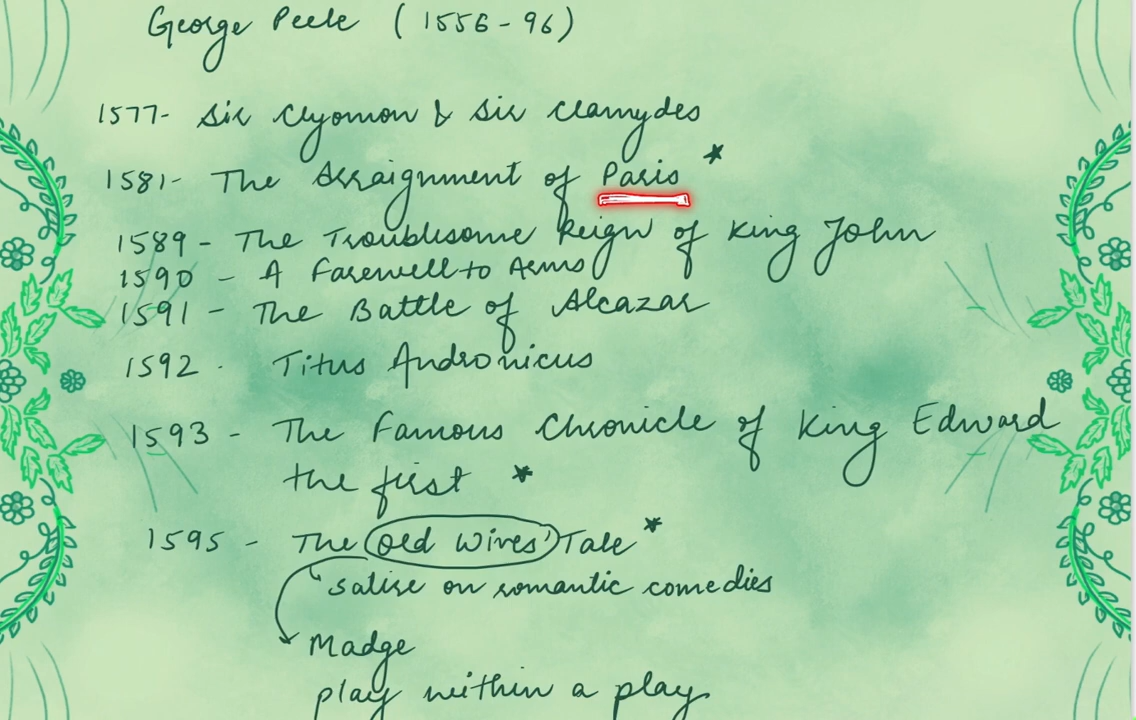 George Peele (1556-96)
1577- Sir Clyomon & Sir Clamydes
1581- The Arraignment of Paris *
1589 - The Troublesome Reign of King John
1590 - A Farewell to Arms
1591 - The Battle of Alcazar
1592 - Titus Andronicus
1593 - The Famous Chronicle of King Edward
the first *
1595 - The Old Wives' Tale *
satire on romantic comedies
Madge
play within a play